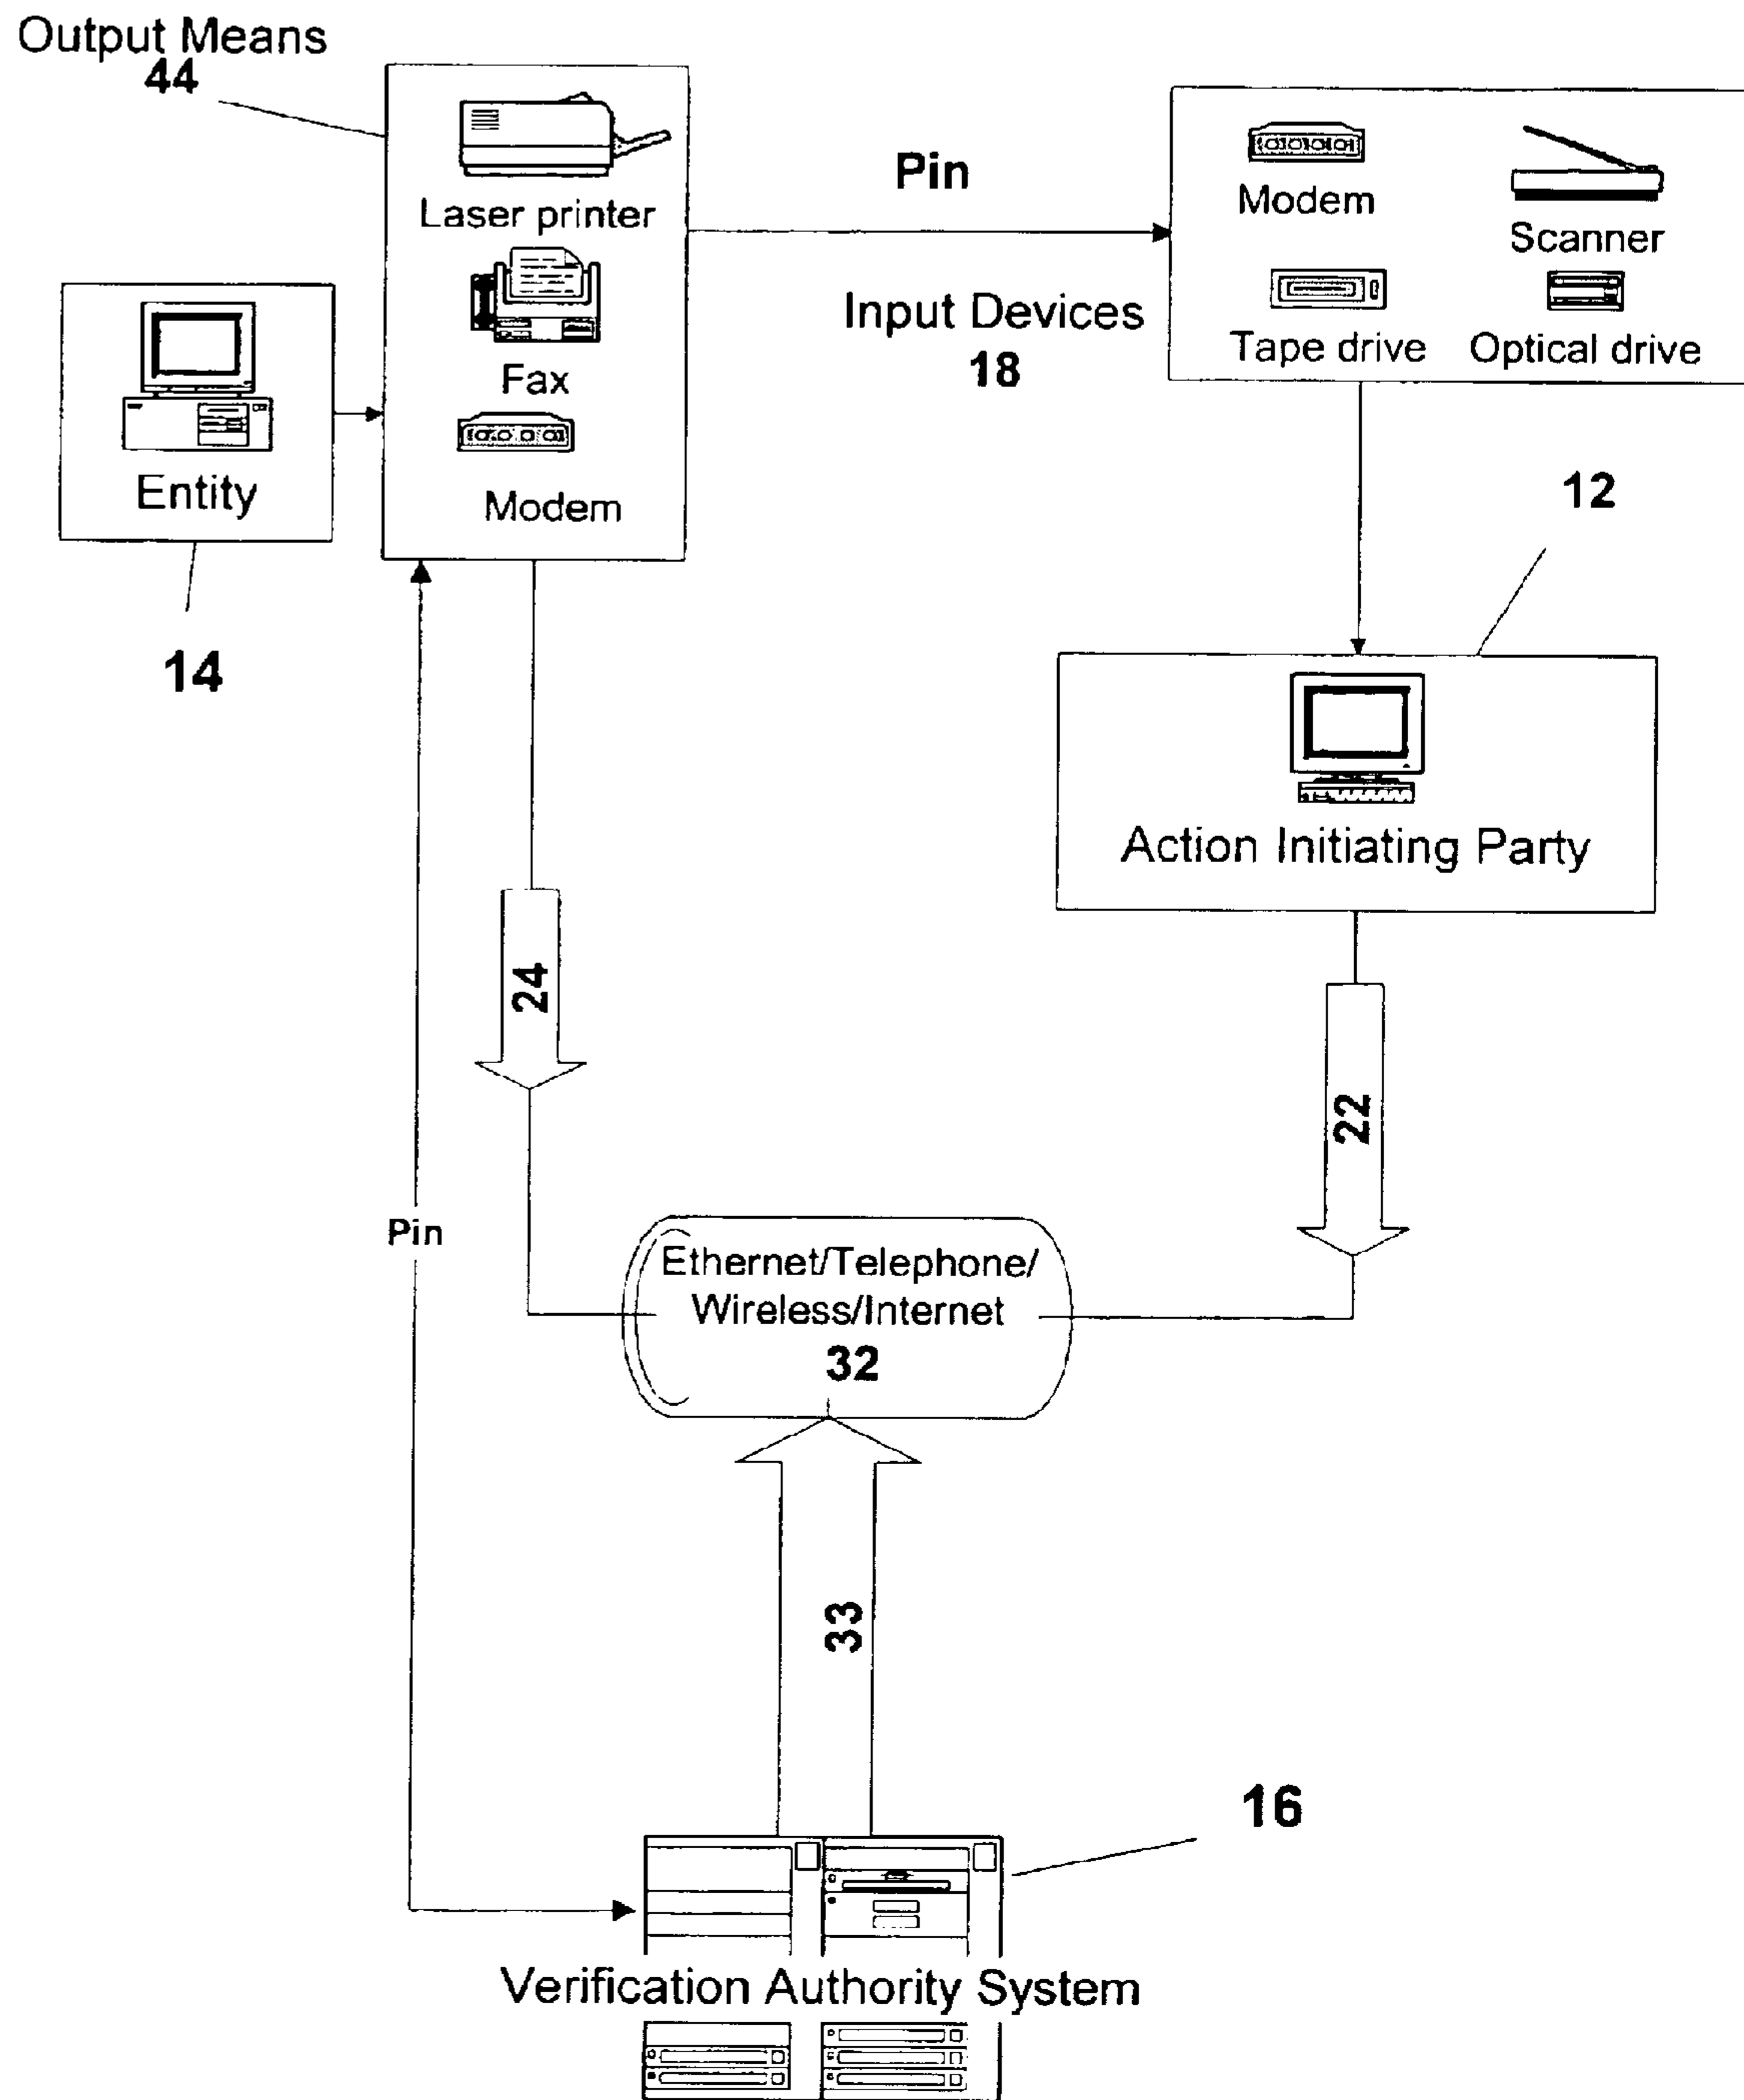 Output Means
44
Laser printer
Fax
Modem
Entity
14
Pin
Input Devices
18
Modem
Scanner
Tape drive
Optical drive
12
Action Initiating Party
24
22
Pin
Ethernet/Telephone/
Wireless/Internet
32
33
16
Verification Authority System